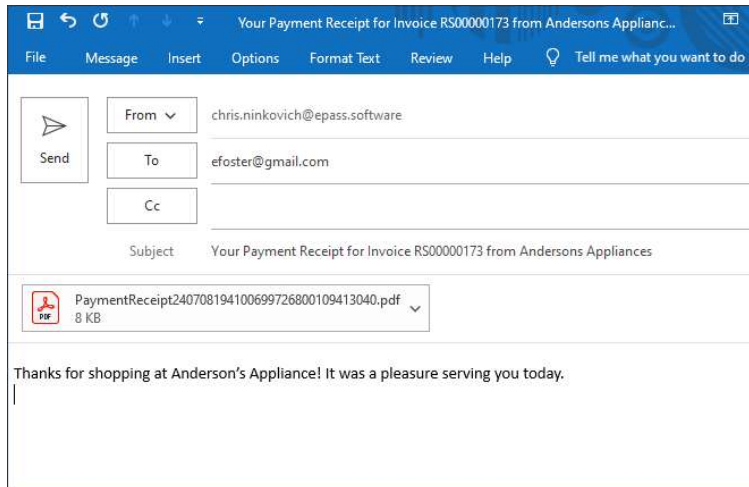 Your Payment Receipt for Invoice RS00000173 from Andersons Applianc...
File Message Insert Options Format Text Review Help Tell me what you want to do
Send
From chris.ninkovich@epass.software
To efoster@gmail.com
Cc
Subject Your Payment Receipt for Invoice RS00000173 from Andersons Appliances
PDF
PaymentReceipt240708194100699726800109413040.pdf
8 KB
Thanks for shopping at Anderson's Appliance! It was a pleasure serving you today.